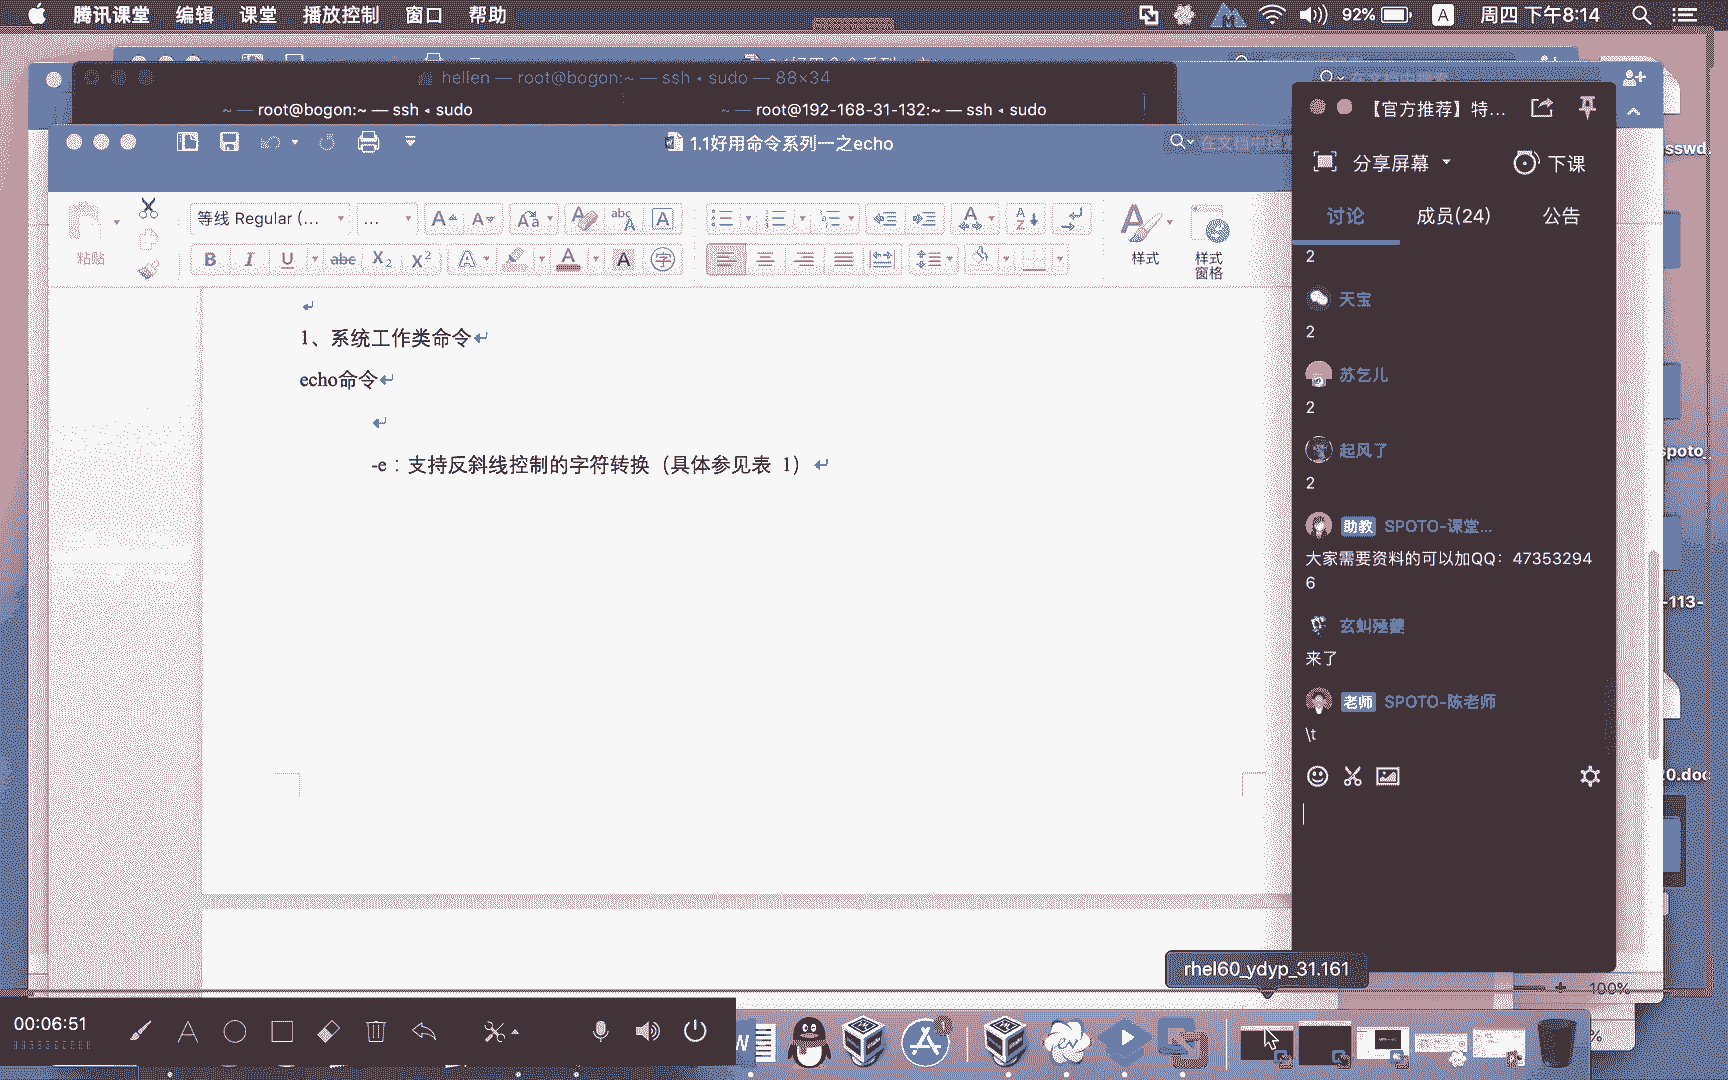 腾讯课堂 编辑 课堂 播放控制 窗口 帮助
92% A 周四 下午8:14
hellen — root@bogon:~ — ssh ◂ sudo — 88×34
~ — root@bogon:~ — ssh ◂ sudo
~ — root@192-168-31-132:~ — ssh ◂ sudo
1.1好用命令系列一之echo
粘贴
等线 Regular (...
...
样式
样式
窗格
1、系统工作类命令
echo命令
-e：支持反斜线控制的字符转换（具体参见表 1）
【官方推荐】特...
分享屏幕
下课
讨论 成员(24) 公告
2
天宝
2
苏乞儿
2
起风了
2
助教 SPOTO-课堂...
大家需要资料的可以加QQ：47353294
6
来了
老师 SPOTO-陈老师
\t
sswd.
spoto_
-113-
0.doc
rhel60_ydyp_31.161
100%
00:06:51